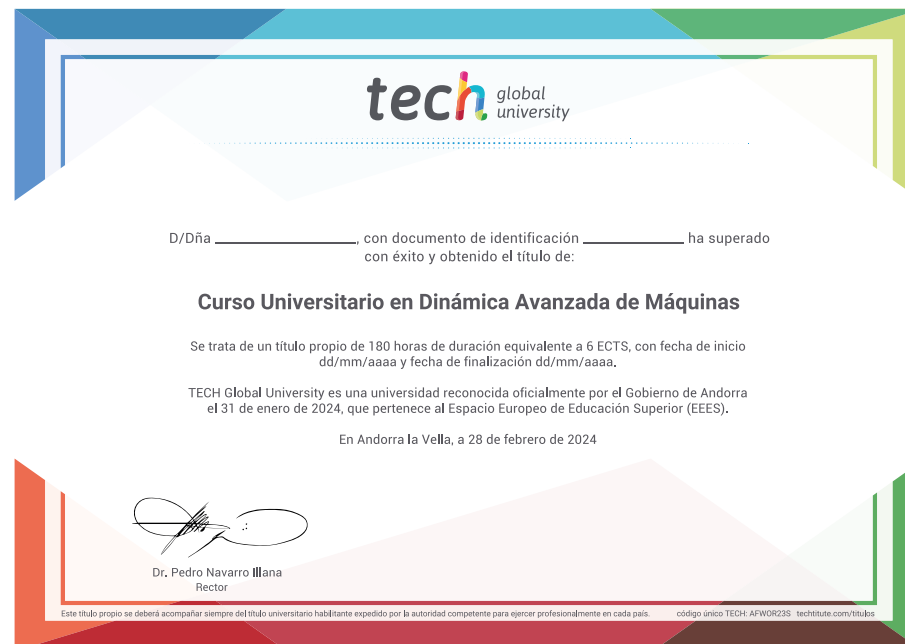 tech global university
D/Dña ______________, con documento de identificación __________ ha superado
con éxito y obtenido el título de:
Curso Universitario en Dinámica Avanzada de Máquinas
Se trata de un título propio de 180 horas de duración equivalente a 6 ECTS, con fecha de inicio
dd/mm/aaaa y fecha de finalización dd/mm/aaaa.
TECH Global University es una universidad reconocida oficialmente por el Gobierno de Andorra
el 31 de enero de 2024, que pertenece al Espacio Europeo de Educación Superior (EEES).
En Andorra la Vella, a 28 de febrero de 2024
Dr. Pedro Navarro Illana
Rector
Este título propio se deberá acompañar siempre del título universitario habilitante expedido por la autoridad competente para ejercer profesionalmente en cada país. código único TECH: AFWOR23S techtitute.com/titulos